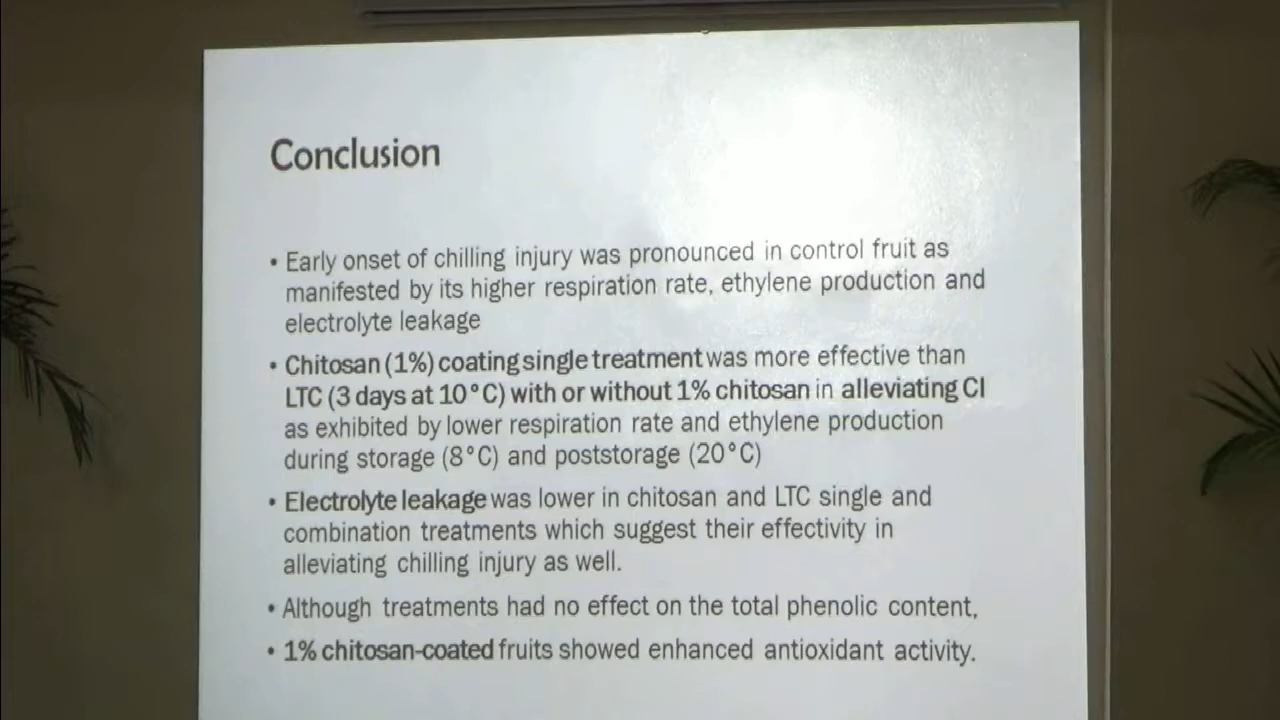 Conclusion
• Early onset of chilling injury was pronounced in control fruit as
manifested by its higher respiration rate, ethylene production and
electrolyte leakage
• Chitosan (1%) coating single treatment was more effective than
LTC (3 days at 10°C) with or without 1% chitosan in alleviating CI
as exhibited by lower respiration rate and ethylene production
during storage (8°C) and poststorage (20°C)
• Electrolyte leakage was lower in chitosan and LTC single and
combination treatments which suggest their effectivity in
alleviating chilling injury as well.
• Although treatments had no effect on the total phenolic content,
• 1% chitosan-coated fruits showed enhanced antioxidant activity.